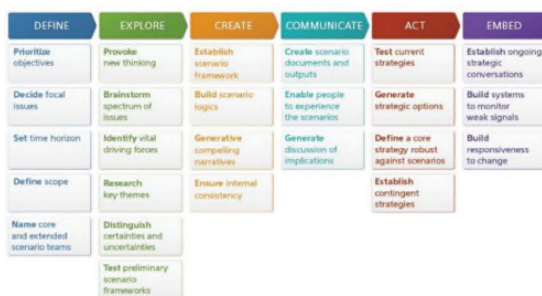 DEFINE
Prioritize
objectives
Decide focal
issues
Set time horizon
Define scope
Name core
and extended
scenario teams
EXPLORE
Provoke
new thinking
Brainstorm
spectrum of
issues
Identify vital
driving forces
Research
key themes
Distinguish
certainties and
uncertainties
Test preliminary
scenario
frameworks
CREATE
Establish
scenario
framework
Build scenario
logics
Generative
compelling
narratives
Ensure internal
consistency
COMMUNICATE
Create scenario
documents and
outputs
Enable people
to experience
the scenarios
Generate
discussion of
implications
ACT
Test current
strategies
Generate
strategic options
Define a core
strategy robust
against scenarios
Establish
contingent
strategies
EMBED
Establish ongoing
strategic
conversations
Build systems
to monitor
weak signals
Build
responsiveness
to change